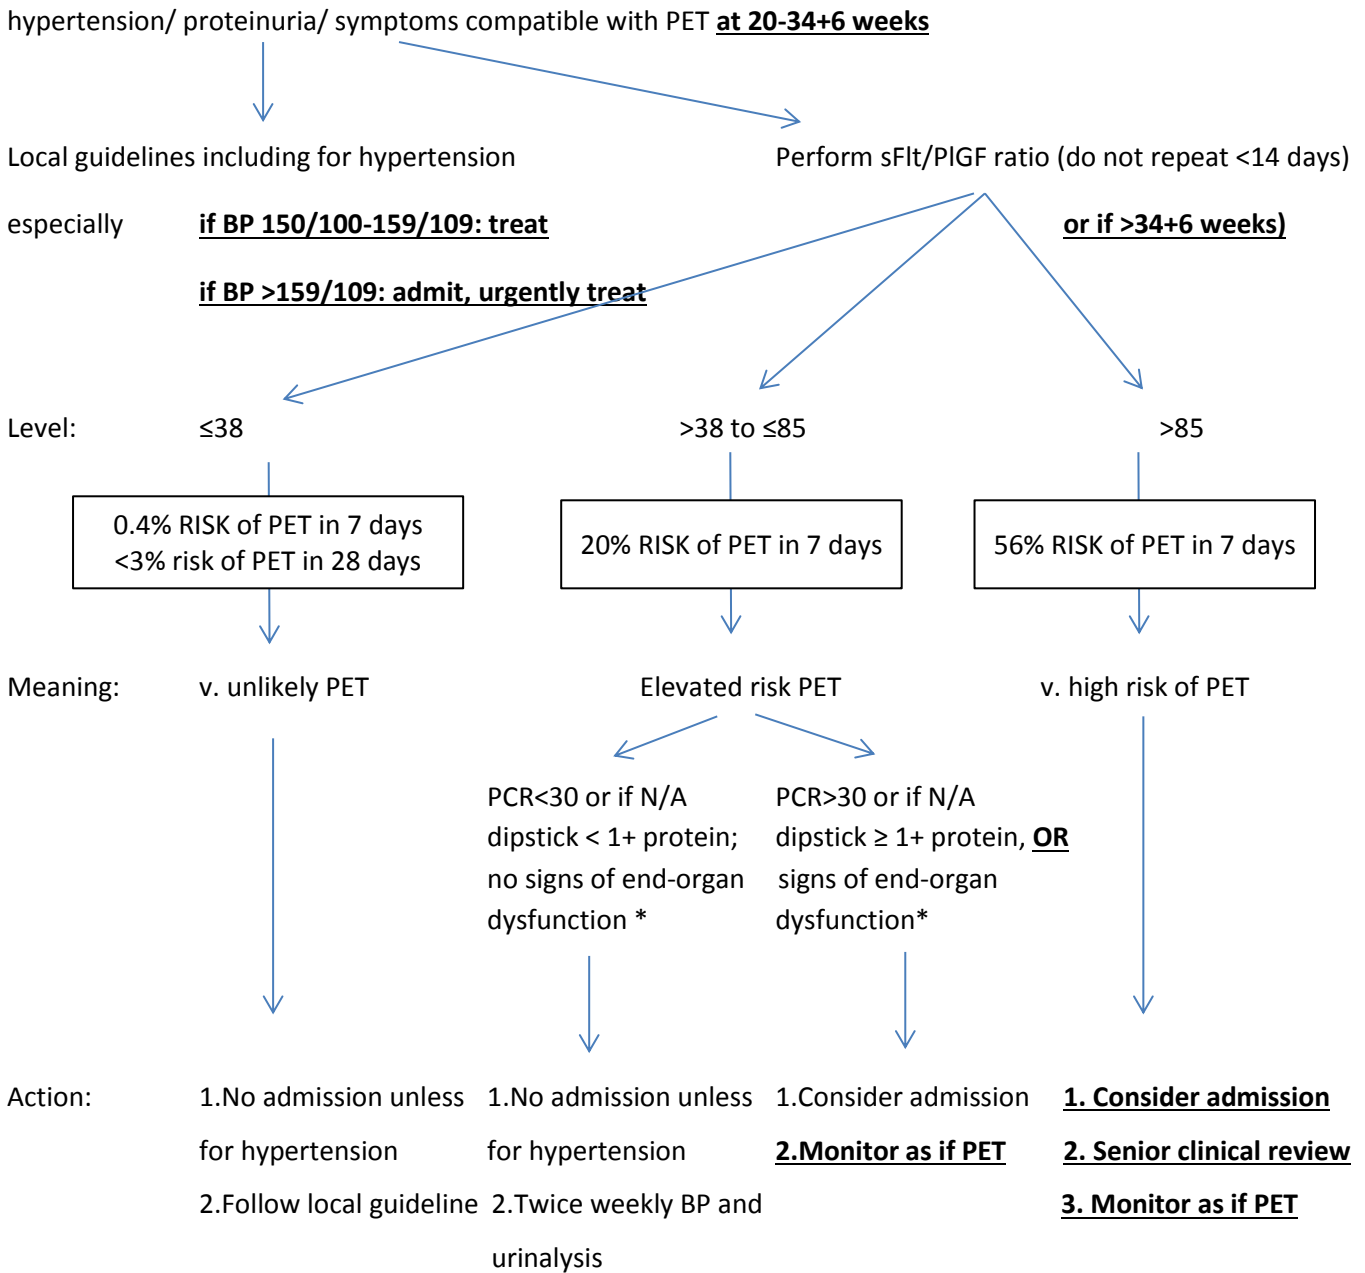 hypertension/ proteinuria/ symptoms compatible with PET at 20-34+6 weeks
Local guidelines including for hypertension
Perform sFlt/PlGF ratio (do not repeat <14 days)
especially
if BP 150/100-159/109: treat
or if >34+6 weeks)
if BP >159/109: admit, urgently treat
Level:
≤38
>38 to ≤85
>85
0.4% RISK of PET in 7 days
<3% risk of PET in 28 days
20% RISK of PET in 7 days
56% RISK of PET in 7 days
Meaning:
v. unlikely PET
Elevated risk PET
v. high risk of PET
PCR<30 or if N/A
dipstick < 1+ protein;
no signs of end-organ
dysfunction *
PCR>30 or if N/A
dipstick ≥ 1+ protein, OR
signs of end-organ
dysfunction*
Action:
1.No admission unless
for hypertension
2.Follow local guideline
1.No admission unless
for hypertension
2.Twice weekly BP and
urinalysis
1.Consider admission
2.Monitor as if PET
1. Consider admission
2. Senior clinical review
3. Monitor as if PET